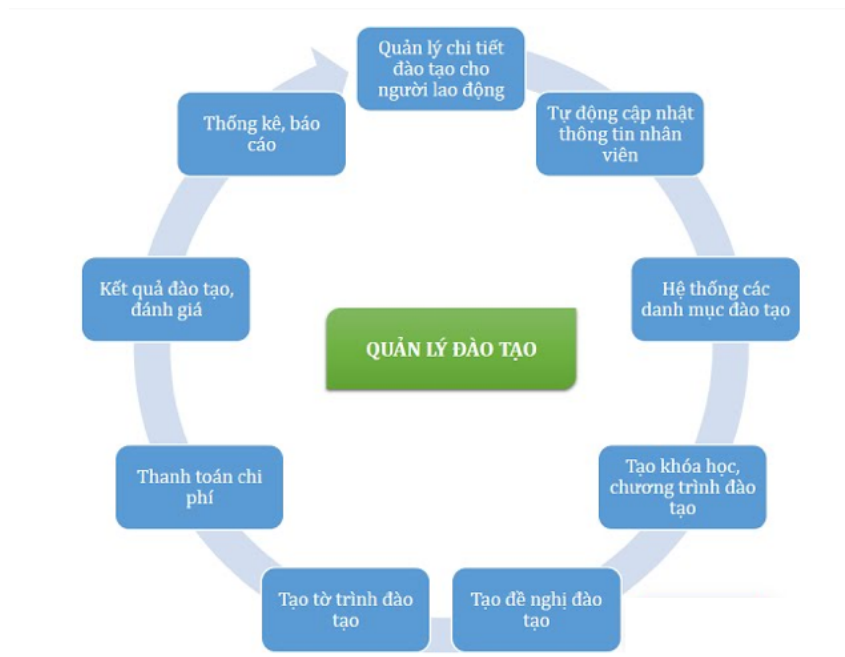 Quản lý chi tiết
đào tạo cho
người lao động
Tự động cập nhật
thông tin nhân
viên
Hệ thống các
danh mục đào tạo
Tạo khóa học,
chương trình đào
tạo
Tạo đề nghị đào
tạo
Tạo tờ trình đào
tạo
Thanh toán chi
phí
Kết quả đào tạo,
đánh giá
Thống kê, báo
cáo
QUẢN LÝ ĐÀO TẠO